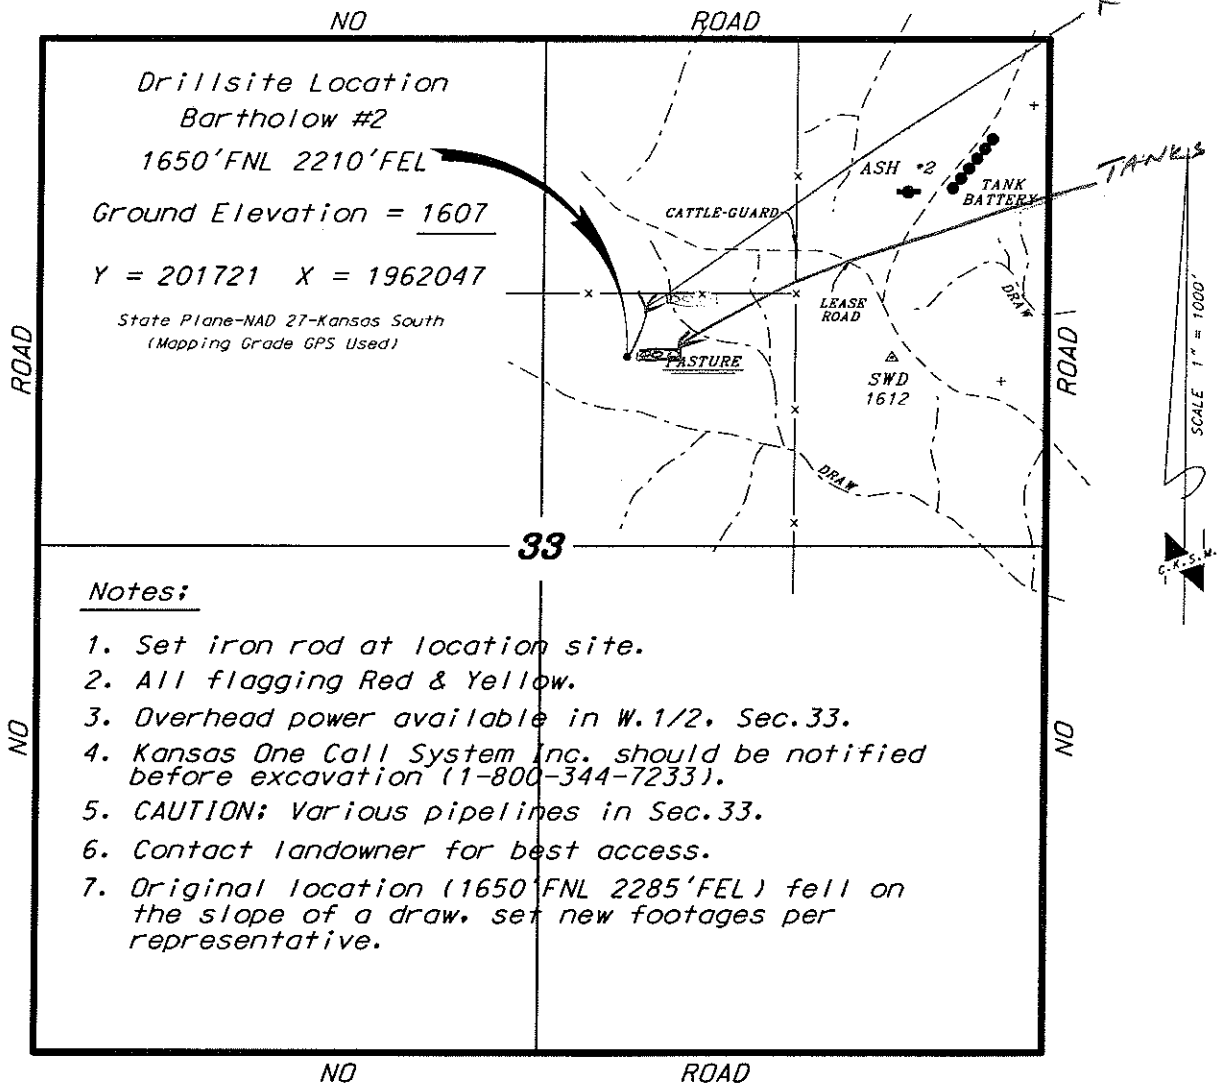 NO ROAD
Drillsite Location
Bartholow #2
1650'FNL 2210'FEL
Ground Elevation = 1607
Y = 201721 X = 1962047
State Plane-NAD 27-Kansas South
(Mapping Grade GPS Used)
ASH #2
TANK
BATTERY
TANKS
CATTLE-GUARD
LEASE
ROAD
DRAW
PASTURE
SWD
1612
DRAW
ROAD
ROAD
SCALE 1" = 1000'
33
C.K.S.W.
Notes:
1. Set iron rod at location site.
2. All flagging Red & Yellow.
3. Overhead power available in W.1/2. Sec.33.
4. Kansas One Call System Inc. should be notified
before excavation (1-800-344-7233).
5. CAUTION: Various pipelines in Sec.33.
6. Contact landowner for best access.
7. Original location (1650'FNL 2285'FEL) fell on
the slope of a draw. set new footages per
representative.
NO
NO
NO ROAD